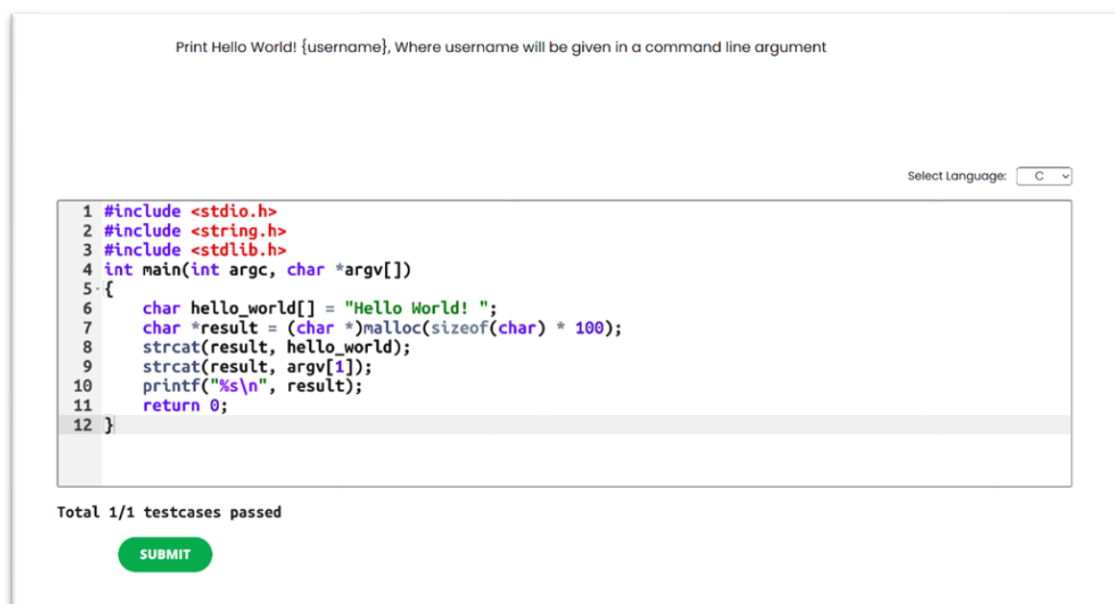 Print Hello World! {username}, Where username will be given in a command line argument
Select Language: C
1 #include <stdio.h>
2 #include <string.h>
3 #include <stdlib.h>
4 int main(int argc, char *argv[])
5 {
6     char hello_world[] = "Hello World! ";
7     char *result = (char *)malloc(sizeof(char) * 100);
8     strcat(result, hello_world);
9     strcat(result, argv[1]);
10     printf("%s\n", result);
11     return 0;
12 }
Total 1/1 testcases passed
SUBMIT